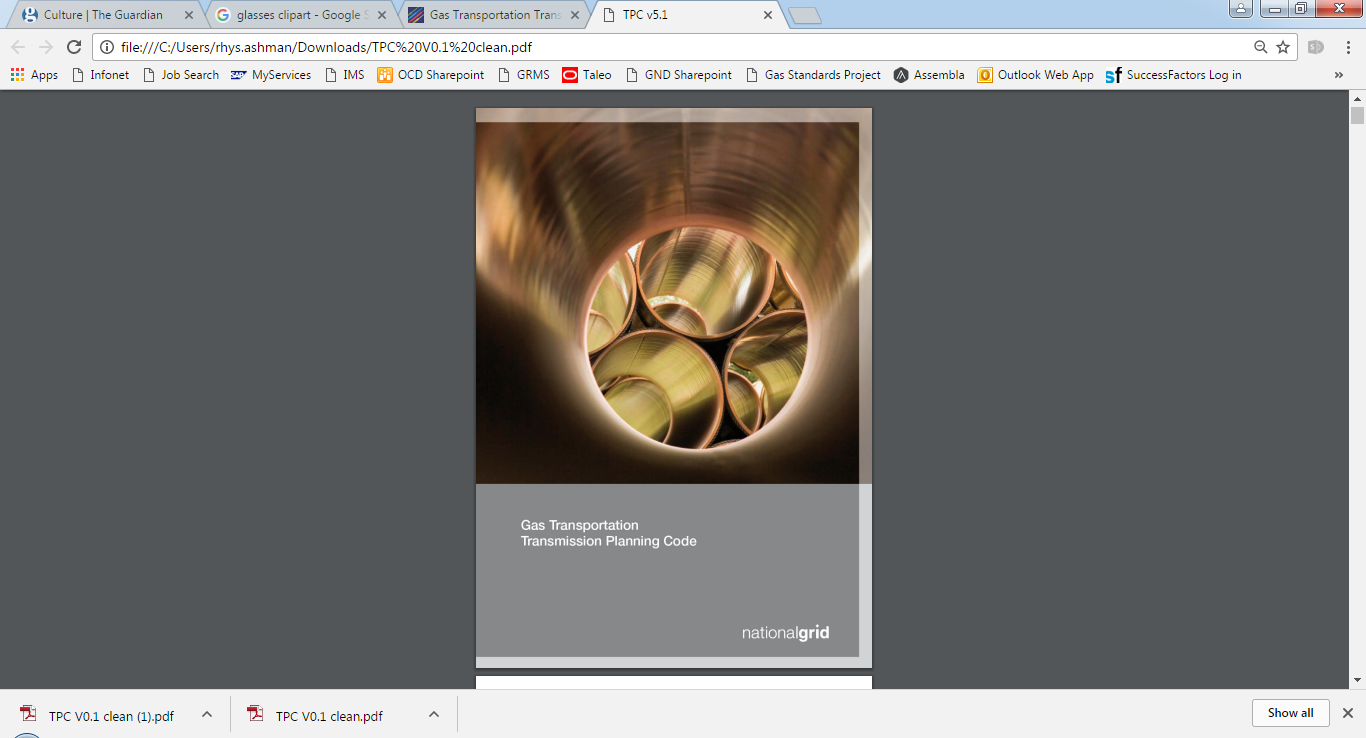 Culture | The Guardian
glasses clipart - Google S
Gas Transportation Trans
TPC v5.1
file:///C:/Users/rhys.ashman/Downloads/TPC%20V0.1%20clean.pdf
Apps Infonet Job Search SAP MyServices IMS OCD Sharepoint GRMS Taleo GND Sharepoint Gas Standards Project Assembla Outlook Web App SuccessFactors Log in »
Gas Transportation
Transmission Planning Code
nationalgrid
TPC V0.1 clean (1).pdf
TPC V0.1 clean.pdf
Show all